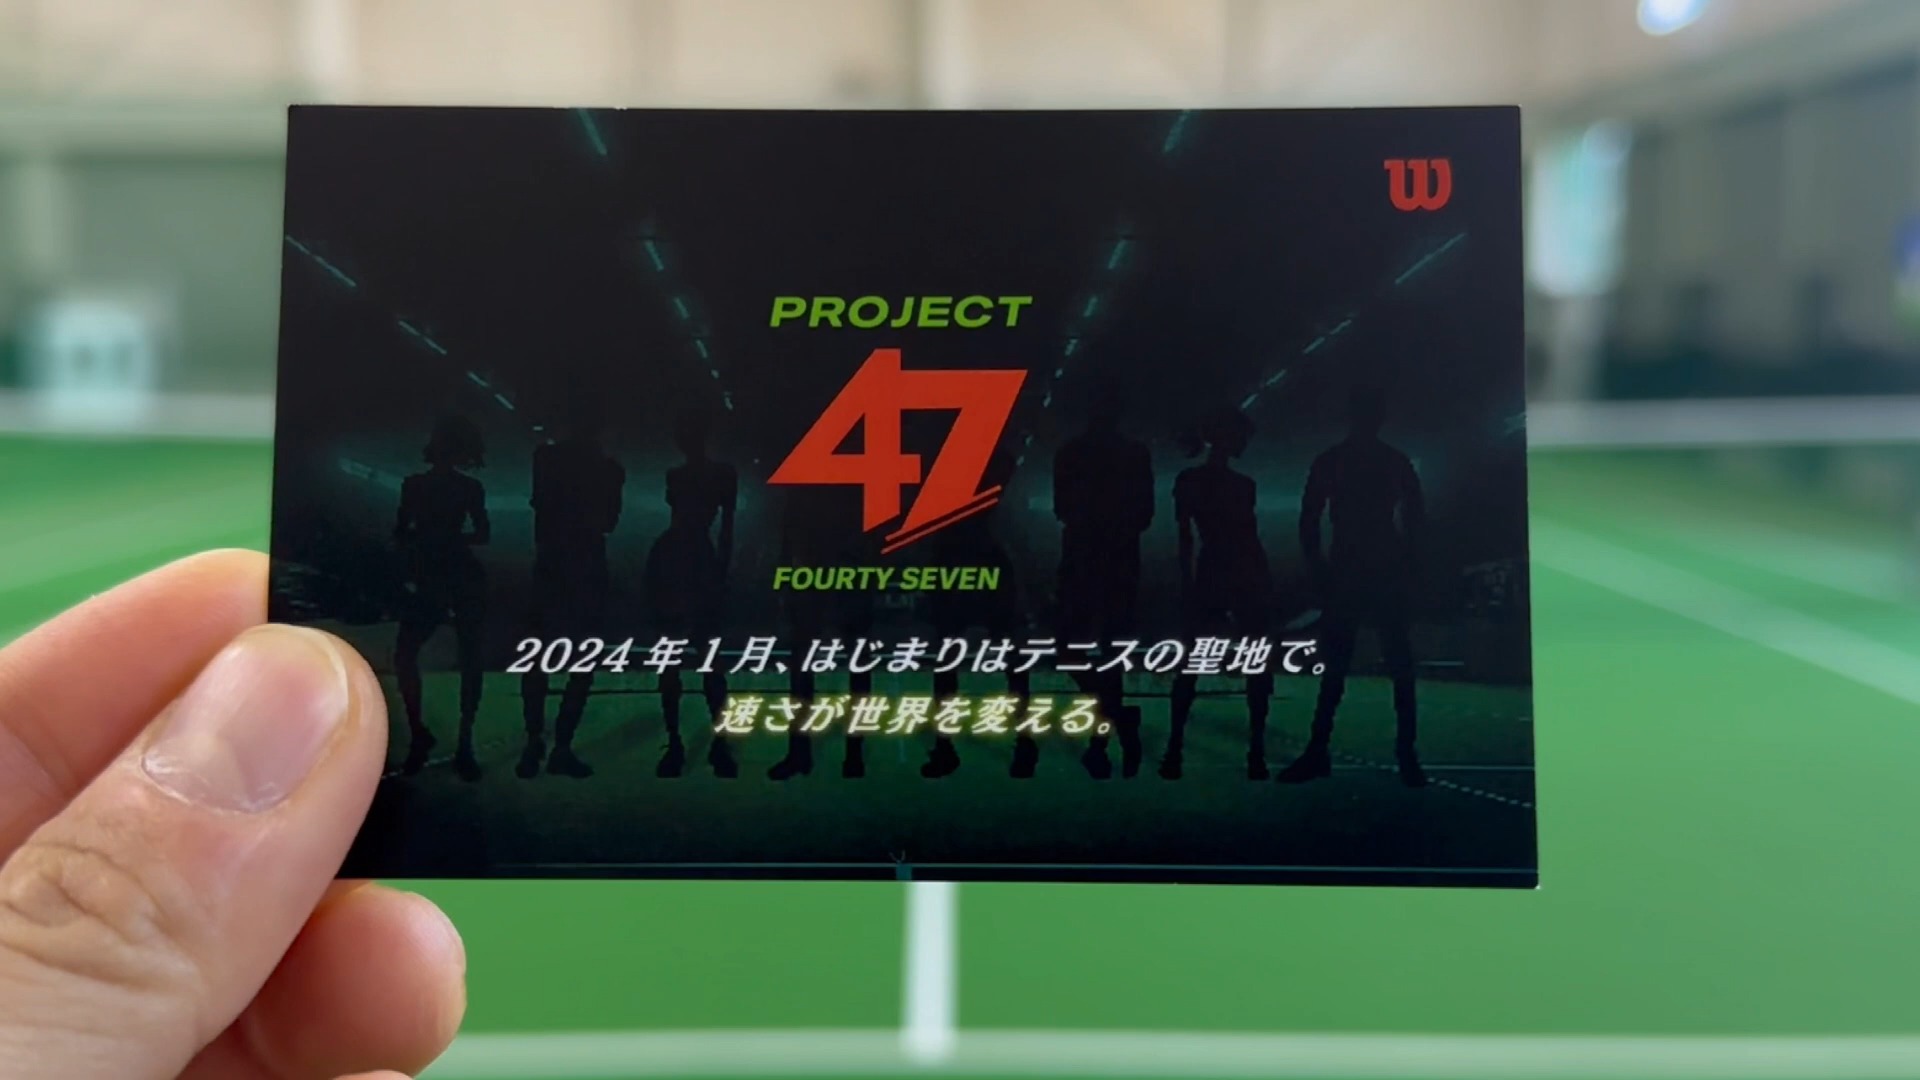 W
PROJECT
47
FOURTY SEVEN
2024年1月、はじまりはテニスの聖地で。
速さが世界を変える。